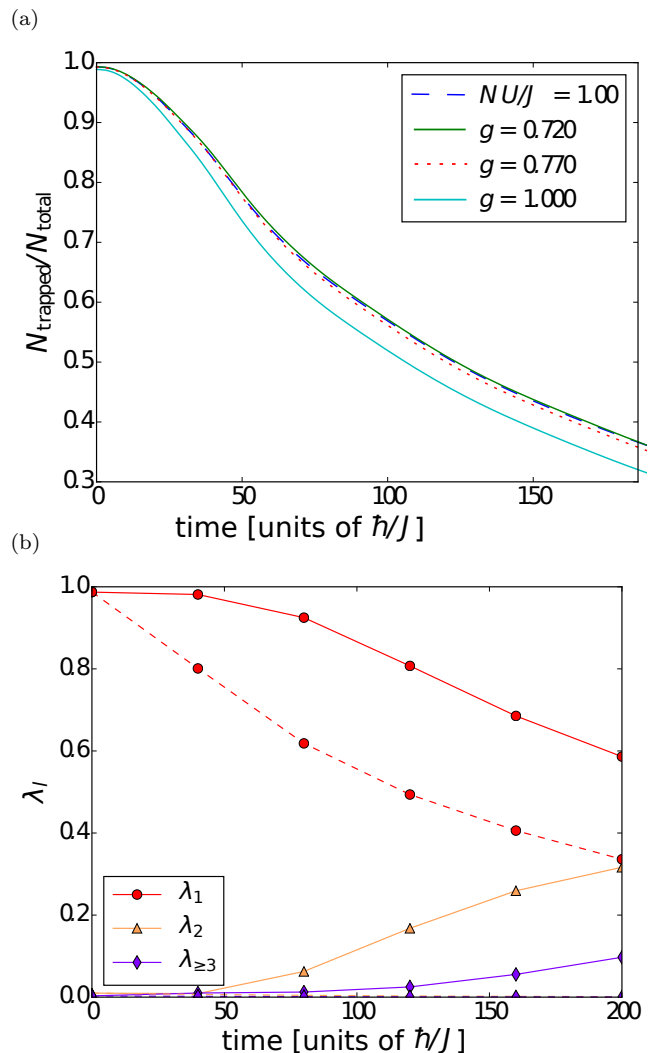 (a)
1.0
0.9
0.8
0.7
0.6
0.5
0.4
0.3
N_trapped/N_total
NU/J = 1.00
g = 0.720
g = 0.770
g = 1.000
0 50 100 150
time [units of ℏ/J]
(b)
1.0
0.8
0.6
0.4
0.2
0.0
λ_l
λ_1
λ_2
λ_≥3
0 50 100 150 200
time [units of ℏ/J]